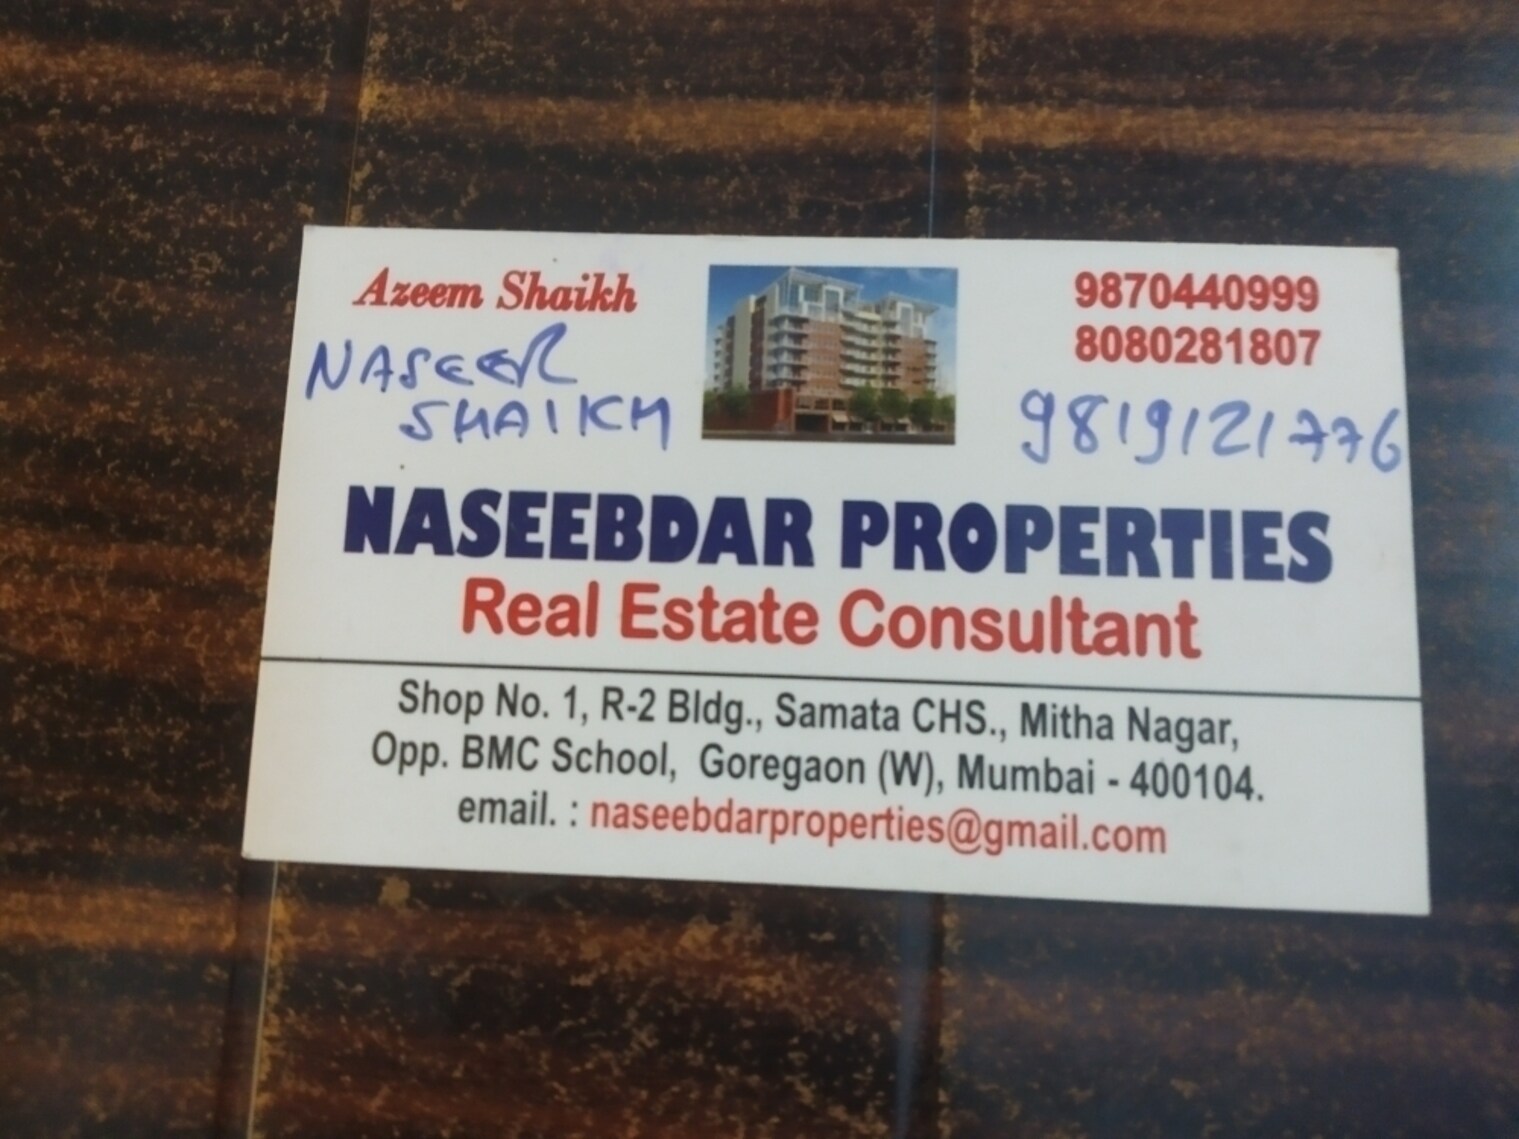 Azeem Shaikh
9870440999
8080281807
NASEER
SHAIKH
9819121776
NASEEBDAR PROPERTIES
Real Estate Consultant
Shop No. 1, R-2 Bldg., Samata CHS., Mitha Nagar,
Opp. BMC School, Goregaon (W), Mumbai - 400104.
email. : naseebdarproperties@gmail.com